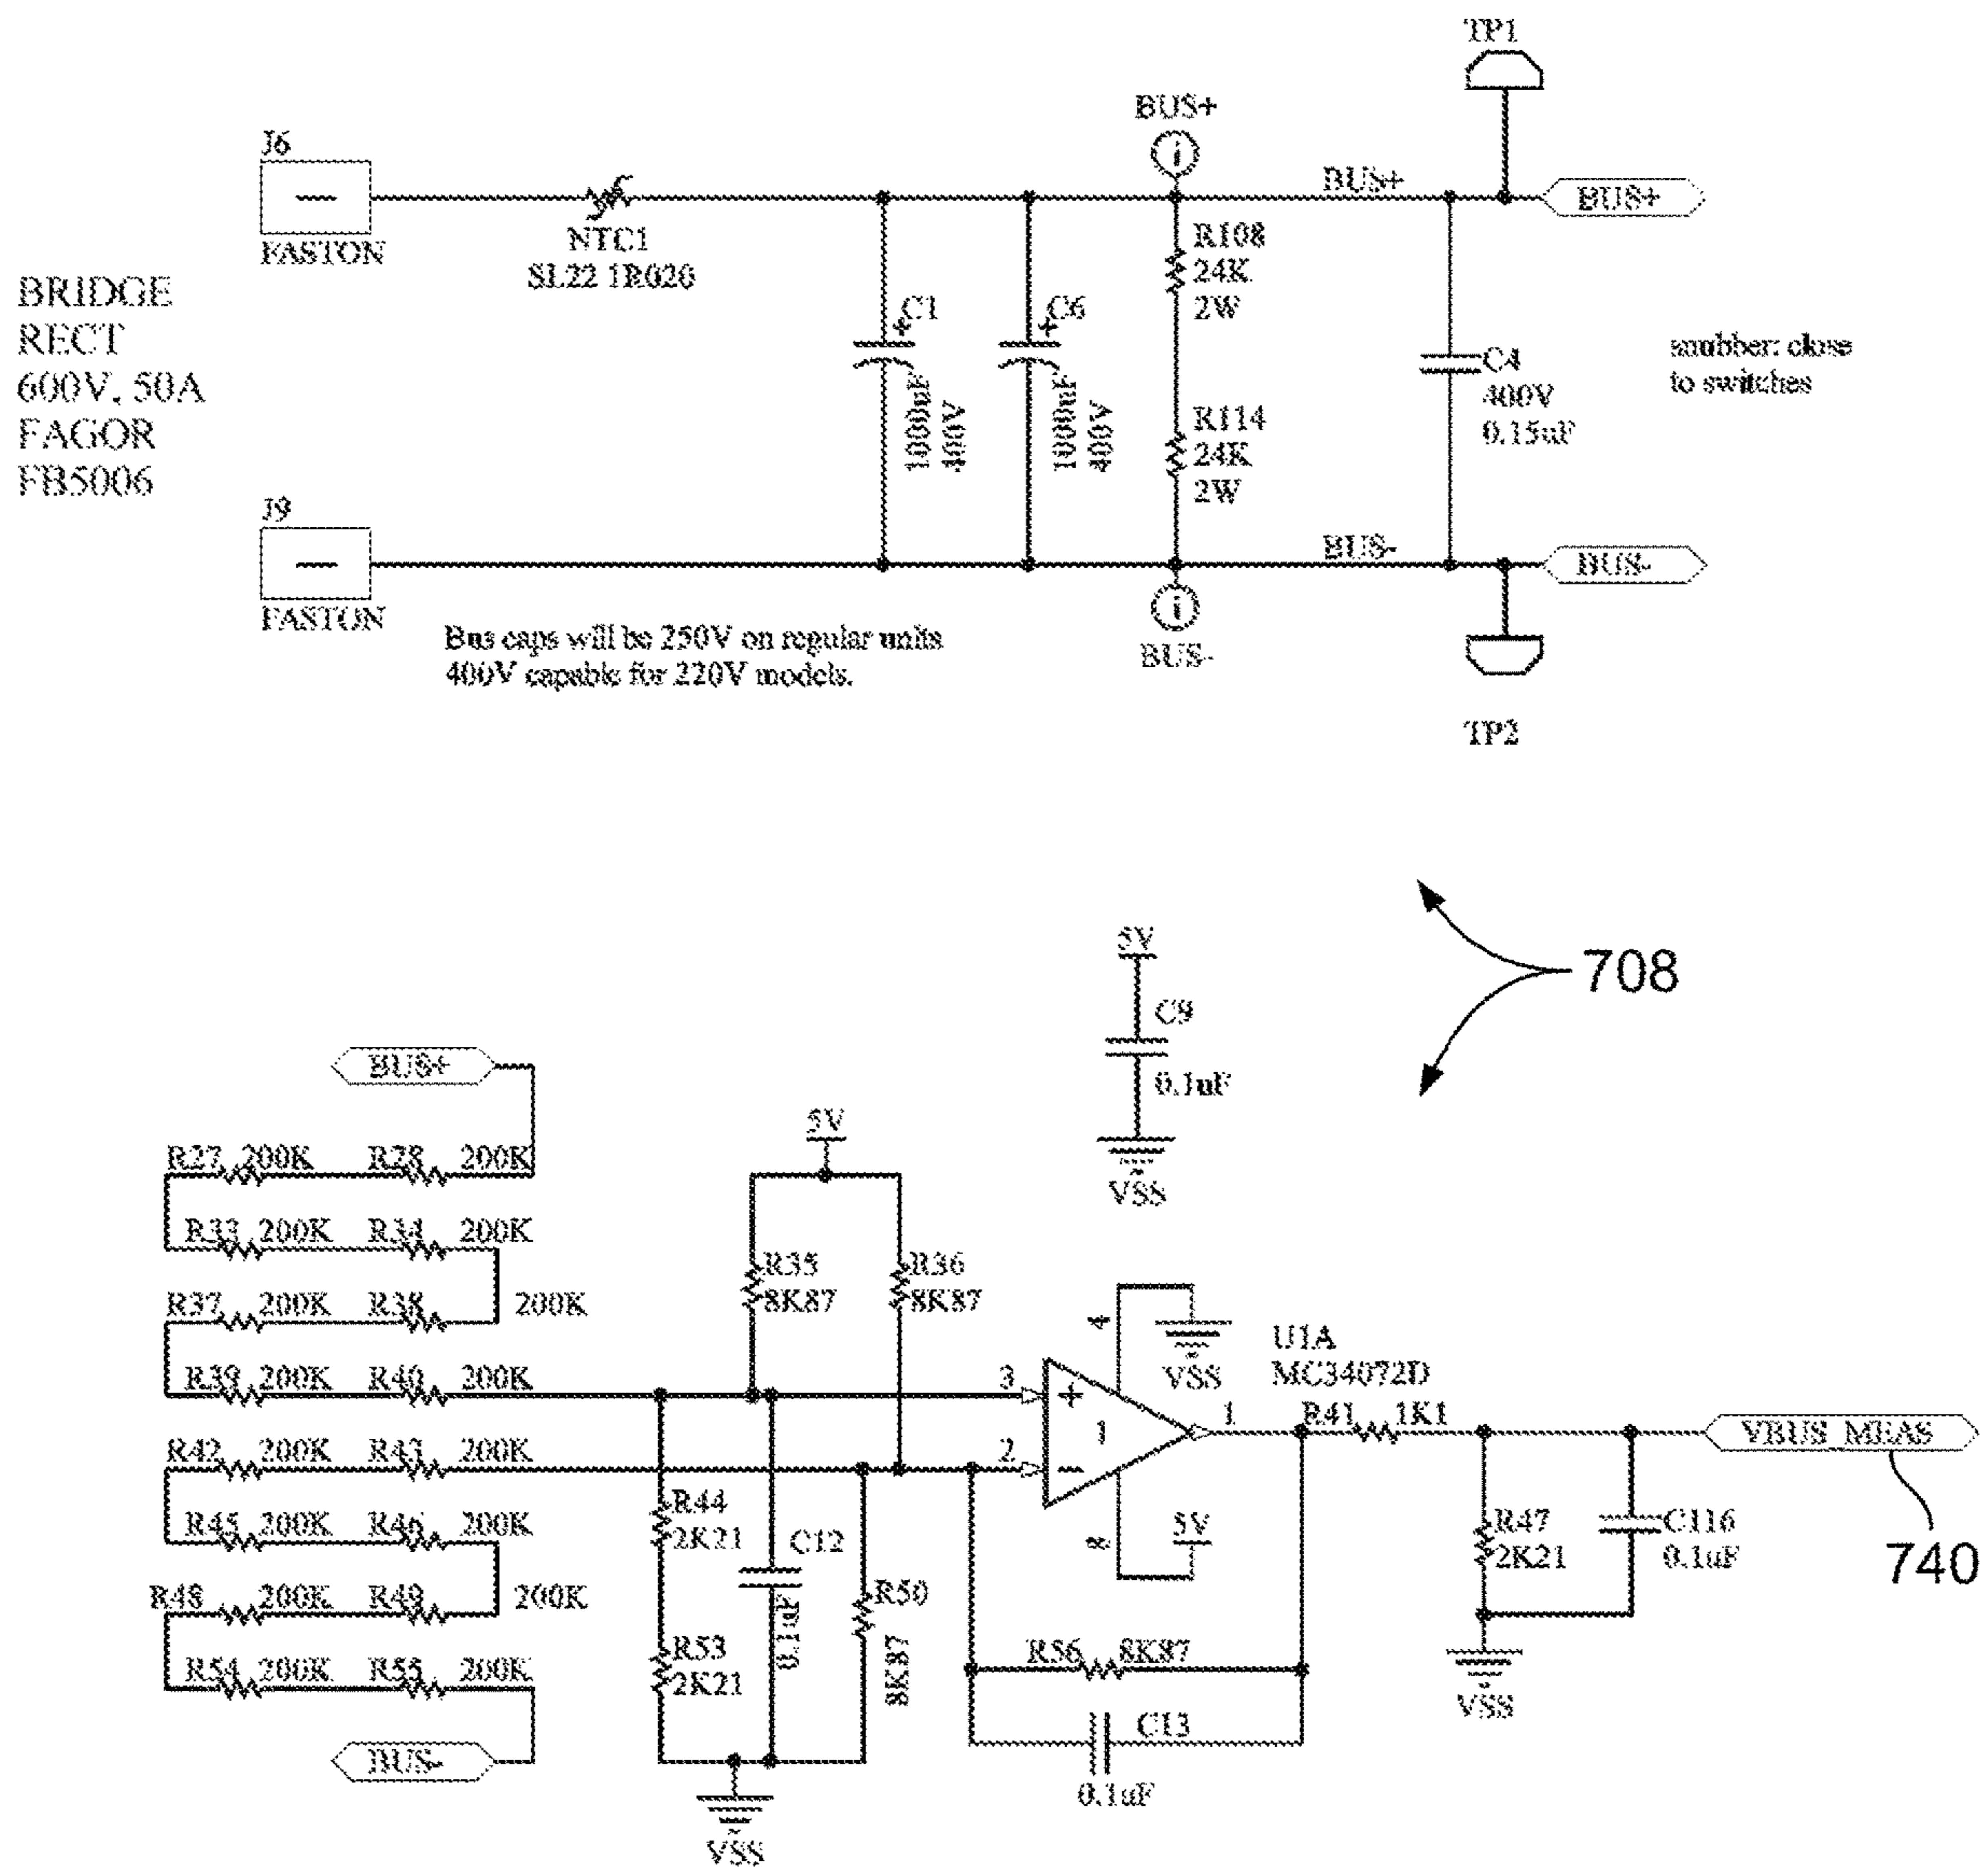 TP1
BUS+
J6
BUS+
BUS+
FASTON
NTC1
SL22 1R020
R108
24K
2W
BRIDGE
RECT
600V, 50A
FAGOR
FB5006
C1
+
1000uF
400V
C6
+
1000uF
400V
R114
24K
2W
C4
400V
0.15uF
snubber: close
to switches
J9
BUS-
BUS-
FASTON
Bus caps will be 250V on regular units
400V capable for 220V models.
BUS-
TP2
708
5V
C9
0.1uF
VSS
BUS+
5V
R27 200K R28 200K
R33 200K R34 200K
R37 200K R38 200K
R39 200K R40 200K
R42 200K R43 200K
R45 200K R46 200K
R48 200K R49 200K
R54 200K R55 200K
BUS-
R35
8K87
R36
8K87
4
VSS
U1A
MC34072D
3
+
2
−
1
1
8
5V
R41 1K1
VBUS_MEAS
740
R44
2K21
C12
0.1uF
R50
8K87
R53
2K21
VSS
R56 8K87
C13
0.1uF
R47
2K21
C116
0.1uF
VSS